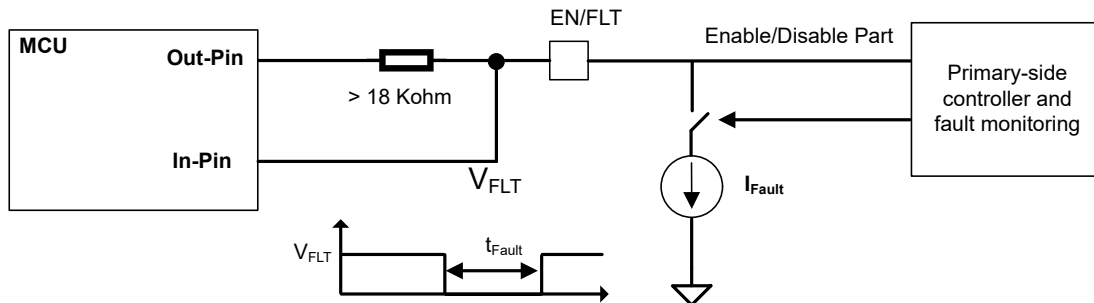 MCU
Out-Pin
> 18 Kohm
In-Pin
VFLT
EN/FLT
Enable/Disable Part
Primary-side
controller and
fault monitoring
IFault
VFLT
tFault